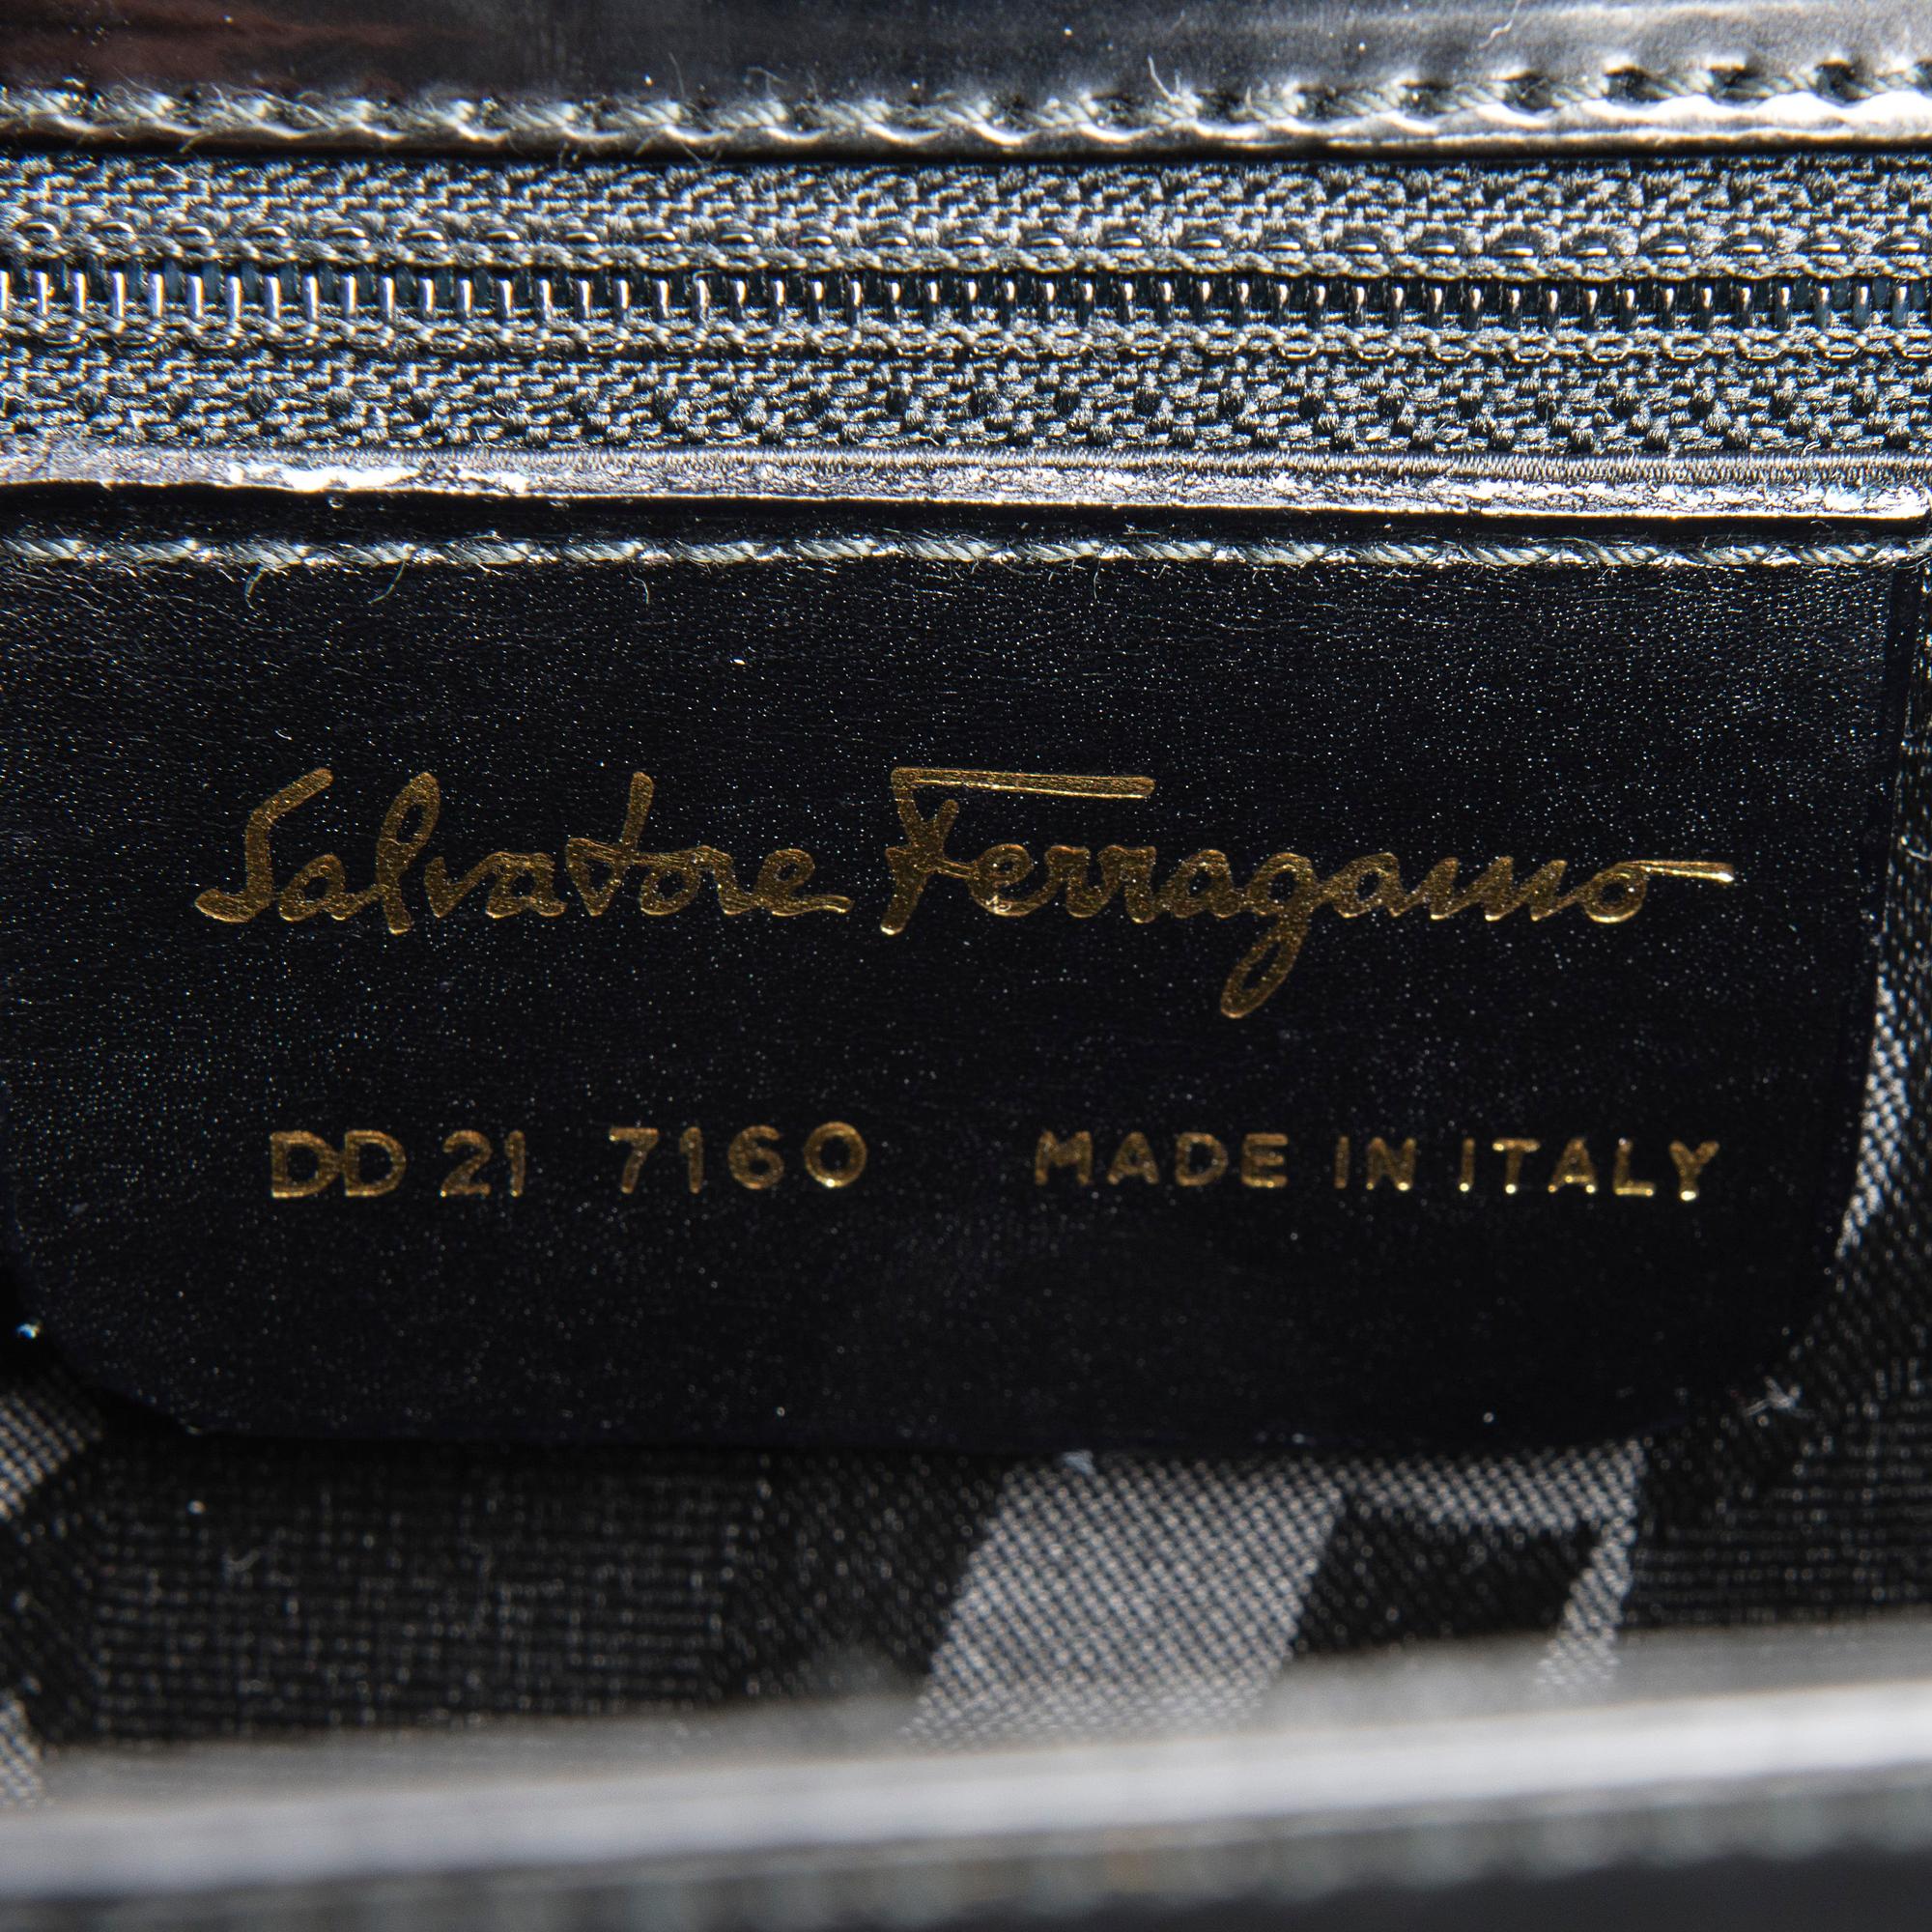 Salvatore Ferragamo
DD 21 7160 MADE IN ITALY